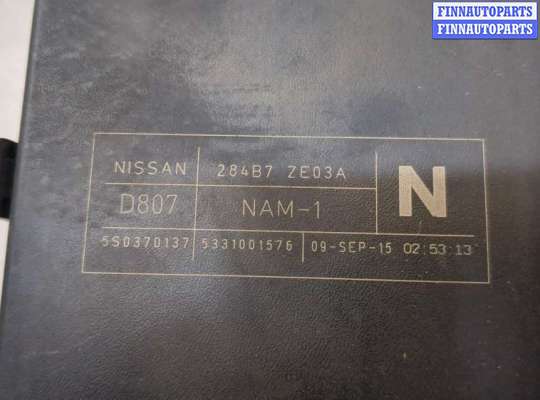 FINNAUTOPARTS
FINNAUTOPARTS
NISSAN 284B7 ZE03A N
D807 NAM-1
5S0370137 5331001576 09-SEP-15 02:53:13